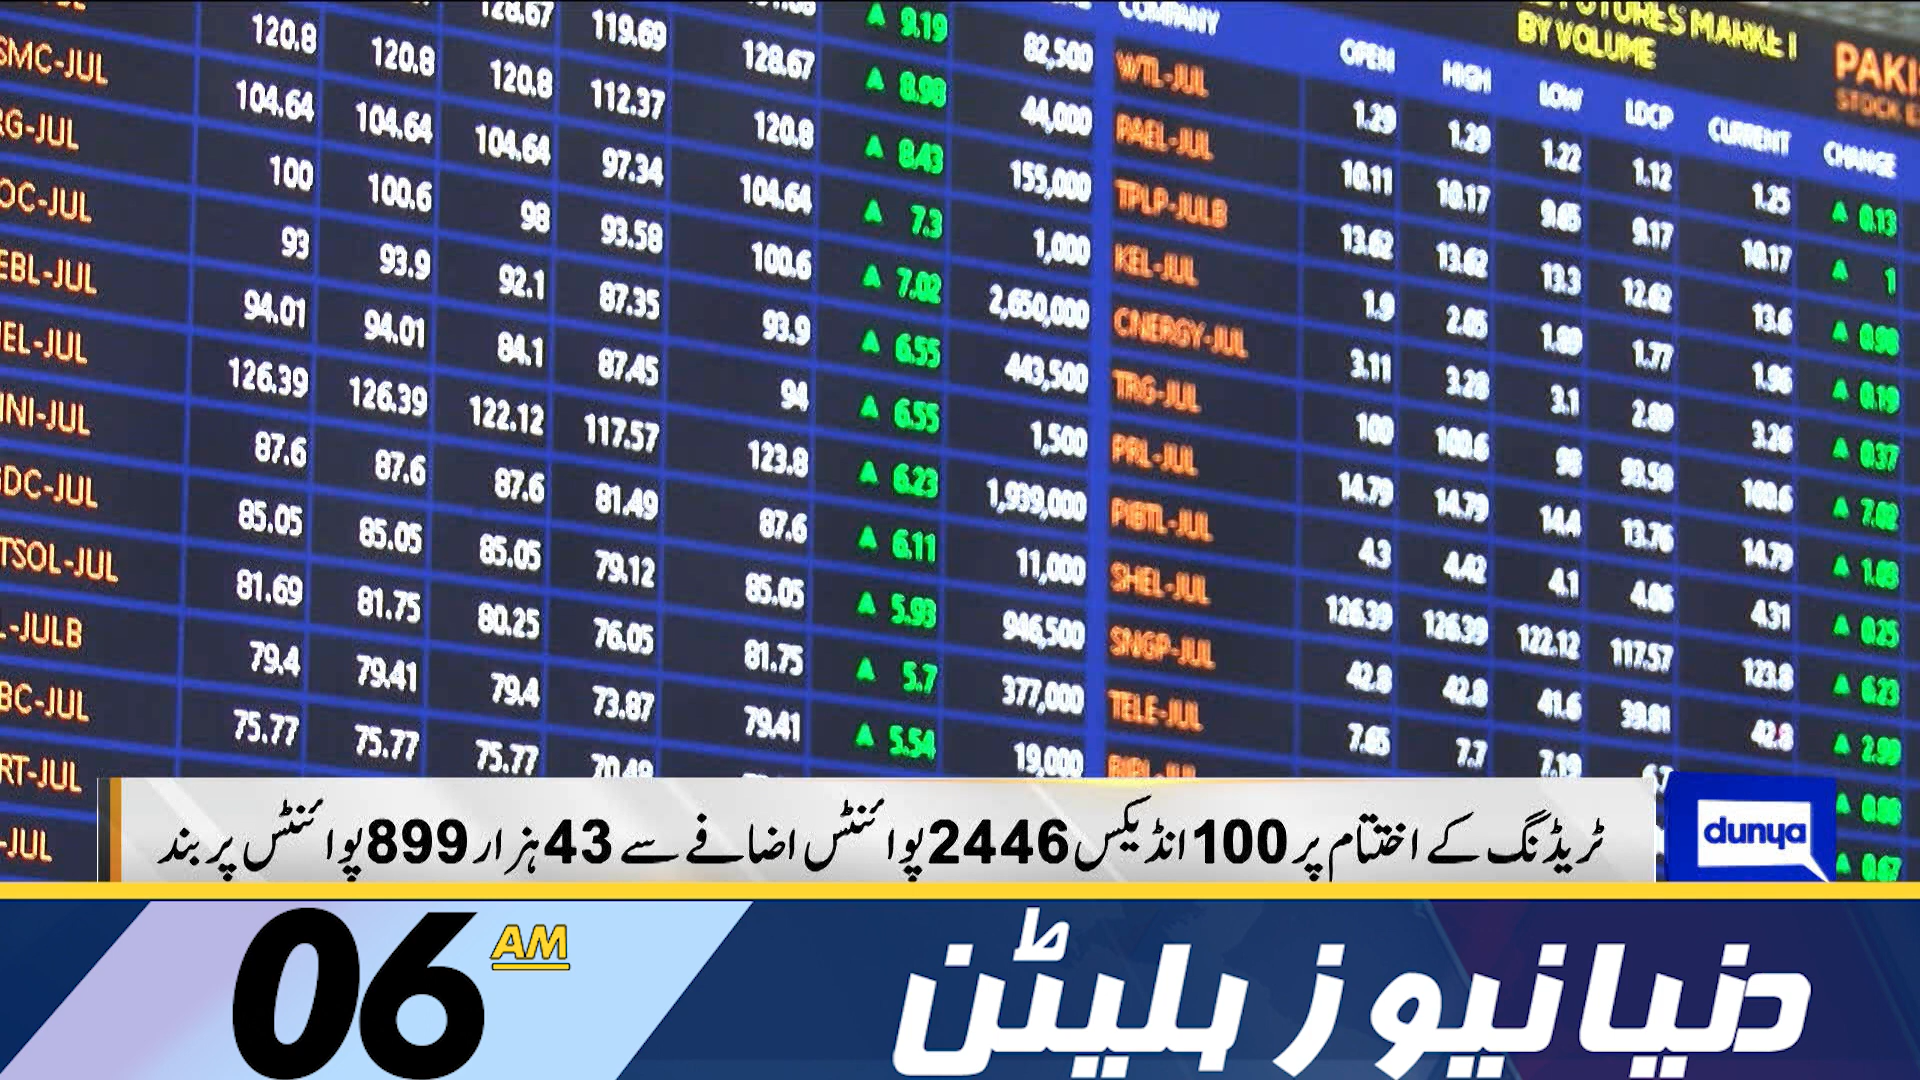 9.19 82,500
128.67 119.69 128.67 ▲ 8.98 44,000
120.8 120.8 120.8 112.37 120.8 ▲ 8.43 155,000
SMC-JUL 104.64 104.64 104.64 97.34 104.64 ▲ 7.3 1,000
RG-JUL 100 100.6 98 93.58 100.6 ▲ 7.02 2,650,000
OC-JUL 93 93.9 92.1 87.35 93.9 ▲ 6.55 443,500
EBL-JUL 94.01 94.01 84.1 87.45 94 ▲ 6.55 1,500
EL-JUL 126.39 126.39 122.12 117.57 123.8 ▲ 6.23 1,939,000
INI-JUL 87.6 87.6 87.6 81.49 87.6 ▲ 6.11 11,000
DC-JUL 85.05 85.05 85.05 79.12 85.05 ▲ 5.93 946,500
TSOL-JUL 81.69 81.75 80.25 76.05 81.75 ▲ 5.7 377,000
L-JULB 79.4 79.41 79.4 73.87 79.41 ▲ 5.54 19,000
BC-JUL 75.77 75.77 75.77 70.49
RT-JUL
-JUL
FUTURES MARKET
BY VOLUME
PAKI
STOCK E
COMPANY OPEN HIGH LOW LDCP CURRENT CHANGE
WTL-JUL 1.29 1.29 1.22 1.12 1.25 ▲ 0.13
PAEL-JUL 10.11 10.17 9.65 9.17 10.17 ▲ 1
TPLP-JULB 13.62 13.62 13.3 12.62 13.6 ▲ 0.98
KEL-JUL 1.9 2.05 1.89 1.77 1.96 ▲ 0.19
CNERGY-JUL 3.11 3.28 3.1 2.89 3.26 ▲ 0.37
TRG-JUL 100 100.6 98 93.58 100.6 ▲ 7.02
PRL-JUL 14.79 14.79 14.4 13.76 14.79 ▲ 1.03
PIBTL-JUL 4.3 4.42 4.1 4.06 4.31 ▲ 0.25
SHEL-JUL 126.39 126.39 122.12 117.57 123.8 ▲ 6.23
SNGP-JUL 42.8 42.8 41.6 39.81 42.8 ▲ 2.99
TELE-JUL 7.65 7.7 7.19 ▲ 0.88
▲ 0.67
ٹریڈنگ کے اختتام پر 100 انڈیکس 2446 پوائنٹس اضافے سے 43 ہزار 899 پوائنٹس پر بند
dunya
06 AM
دنیا نیوز بلیٹن